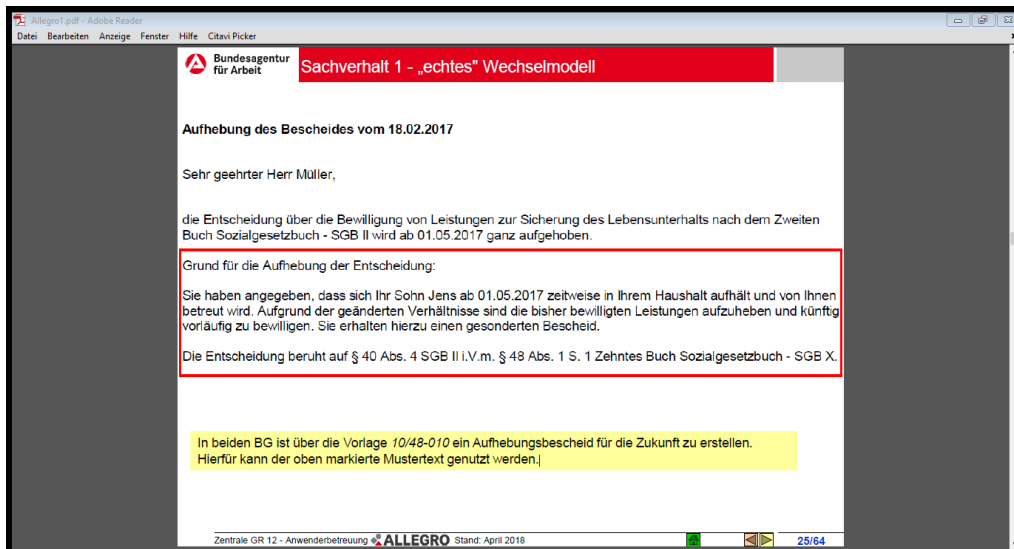 Allegro1.pdf - Adobe Reader
Datei Bearbeiten Anzeige Fenster Hilfe Citavi Picker
Bundesagentur
für Arbeit
Sachverhalt 1 - „echtes" Wechselmodell
Aufhebung des Bescheides vom 18.02.2017
Sehr geehrter Herr Müller,
die Entscheidung über die Bewilligung von Leistungen zur Sicherung des Lebensunterhalts nach dem Zweiten
Buch Sozialgesetzbuch - SGB II wird ab 01.05.2017 ganz aufgehoben.
Grund für die Aufhebung der Entscheidung:
Sie haben angegeben, dass sich Ihr Sohn Jens ab 01.05.2017 zeitweise in Ihrem Haushalt aufhält und von Ihnen
betreut wird. Aufgrund der geänderten Verhältnisse sind die bisher bewilligten Leistungen aufzuheben und künftig
vorläufig zu bewilligen. Sie erhalten hierzu einen gesonderten Bescheid.
Die Entscheidung beruht auf § 40 Abs. 4 SGB II i.V.m. § 48 Abs. 1 S. 1 Zehntes Buch Sozialgesetzbuch - SGB X.
In beiden BG ist über die Vorlage 10/48-010 ein Aufhebungsbescheid für die Zukunft zu erstellen.
Hierfür kann der oben markierte Mustertext genutzt werden.
Zentrale GR 12 - Anwenderbetreuung ALLEGRO Stand: April 2018
25/64